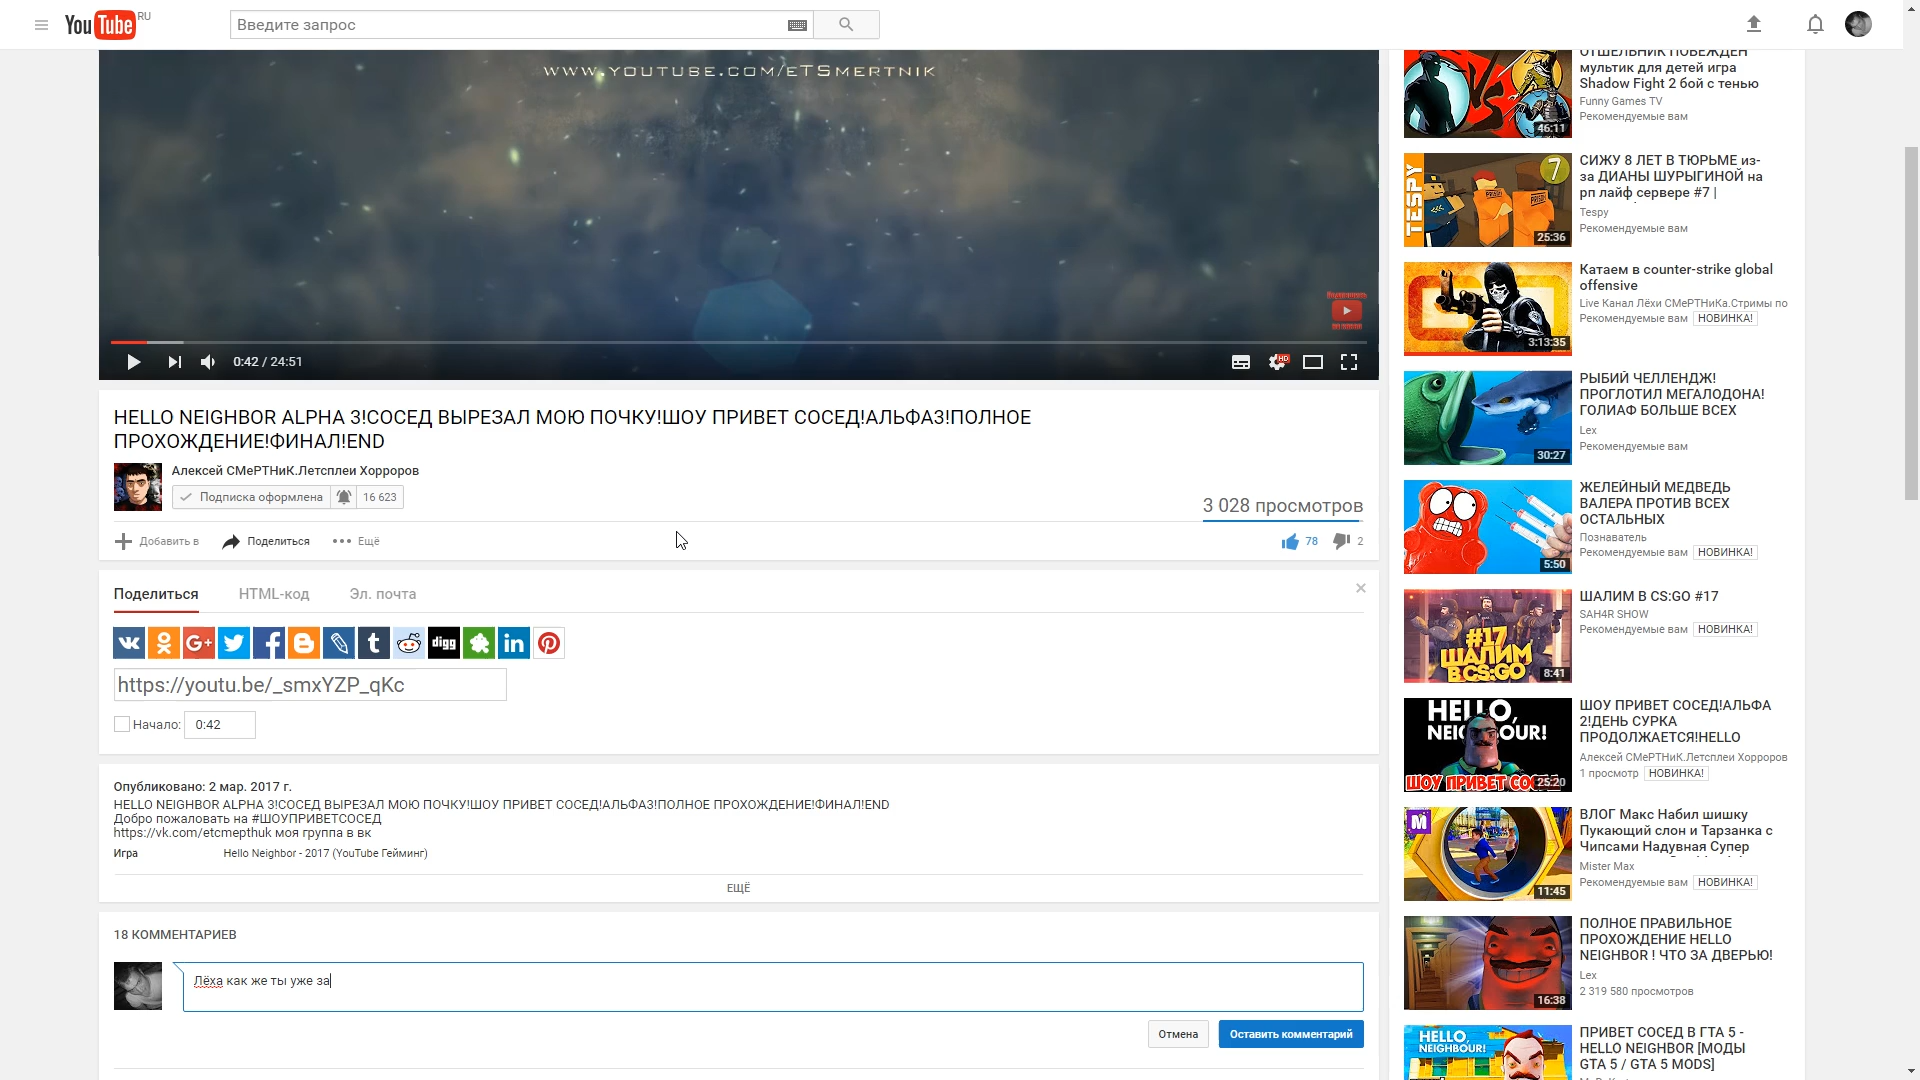 YouTube RU
Введите запрос
WWW.YOUTUBE.COM/ETSMERTNIK
0:42 / 24:51
HD
HELLO NEIGHBOR ALPHA 3!СОСЕД ВЫРЕЗАЛ МОЮ ПОЧКУ!ШОУ ПРИВЕТ СОСЕД!АЛЬФА3!ПОЛНОЕ
ПРОХОЖДЕНИЕ!ФИНАЛ!END
Алексей СМеРТНиК.Летсплеи Хорроров
Подписка оформлена 16 623
3 028 просмотров
Добавить в Поделиться Ещё
78 2
Поделиться HTML-код Эл. почта
digg
https://youtu.be/_smxYZP_qKc
Начало: 0:42
Опубликовано: 2 мар. 2017 г.
HELLO NEIGHBOR ALPHA 3!СОСЕД ВЫРЕЗАЛ МОЮ ПОЧКУ!ШОУ ПРИВЕТ СОСЕД!АЛЬФА3!ПОЛНОЕ ПРОХОЖДЕНИЕ!ФИНАЛ!END
Добро пожаловать на #ШОУПРИВЕТСОСЕД
https://vk.com/etcmepthuk моя группа в вк
Игра Hello Neighbor - 2017 (YouTube Гейминг)
ЕЩЁ
18 КОММЕНТАРИЕВ
Лёха как же ты уже за
Отмена Оставить комментарий
VS
46:11
ОТШЕЛЬНИК ПОБЕЖДЕН
мультик для детей игра
Shadow Fight 2 бой с тенью
Funny Games TV
Рекомендуемые вам
TESPY
7
25:36
СИЖУ 8 ЛЕТ В ТЮРЬМЕ из-
за ДИАНЫ ШУРЫГИНОЙ на
рп лайф сервере #7 |
Tespy
Рекомендуемые вам
3:13:35
Катаем в counter-strike global
offensive
Live Канал Лёхи СМеРТНиКа.Стримы по
Рекомендуемые вам НОВИНКА!
30:27
РЫБИЙ ЧЕЛЛЕНДЖ!
ПРОГЛОТИЛ МЕГАЛОДОНА!
ГОЛИАФ БОЛЬШЕ ВСЕХ
Lex
Рекомендуемые вам
5:50
ЖЕЛЕЙНЫЙ МЕДВЕДЬ
ВАЛЕРА ПРОТИВ ВСЕХ
ОСТАЛЬНЫХ
Познаватель
Рекомендуемые вам НОВИНКА!
#17
ШАЛИМ
В CS:GO
8:41
ШАЛИМ В CS:GO #17
SAH4R SHOW
Рекомендуемые вам НОВИНКА!
HELLO,
NEIGHBOUR!
ШОУ ПРИВЕТ СОСЕД
25:20
ШОУ ПРИВЕТ СОСЕД!АЛЬФА
2!ДЕНЬ СУРКА
ПРОДОЛЖАЕТСЯ!HELLO
Алексей СМеРТНиК.Летсплеи Хорроров
1 просмотр НОВИНКА!
M
11:45
ВЛОГ Макс Набил шишку
Пукающий слон и Тарзанка с
Чипсами Надувная Супер
Mister Max
Рекомендуемые вам НОВИНКА!
16:38
ПОЛНОЕ ПРАВИЛЬНОЕ
ПРОХОЖДЕНИЕ HELLO
NEIGHBOR ! ЧТО ЗА ДВЕРЬЮ!
Lex
2 319 580 просмотров
HELLO,
NEIGHBOUR!
ПРИВЕТ СОСЕД В ГТА 5 -
HELLO NEIGHBOR [МОДЫ
GTA 5 / GTA 5 MODS]